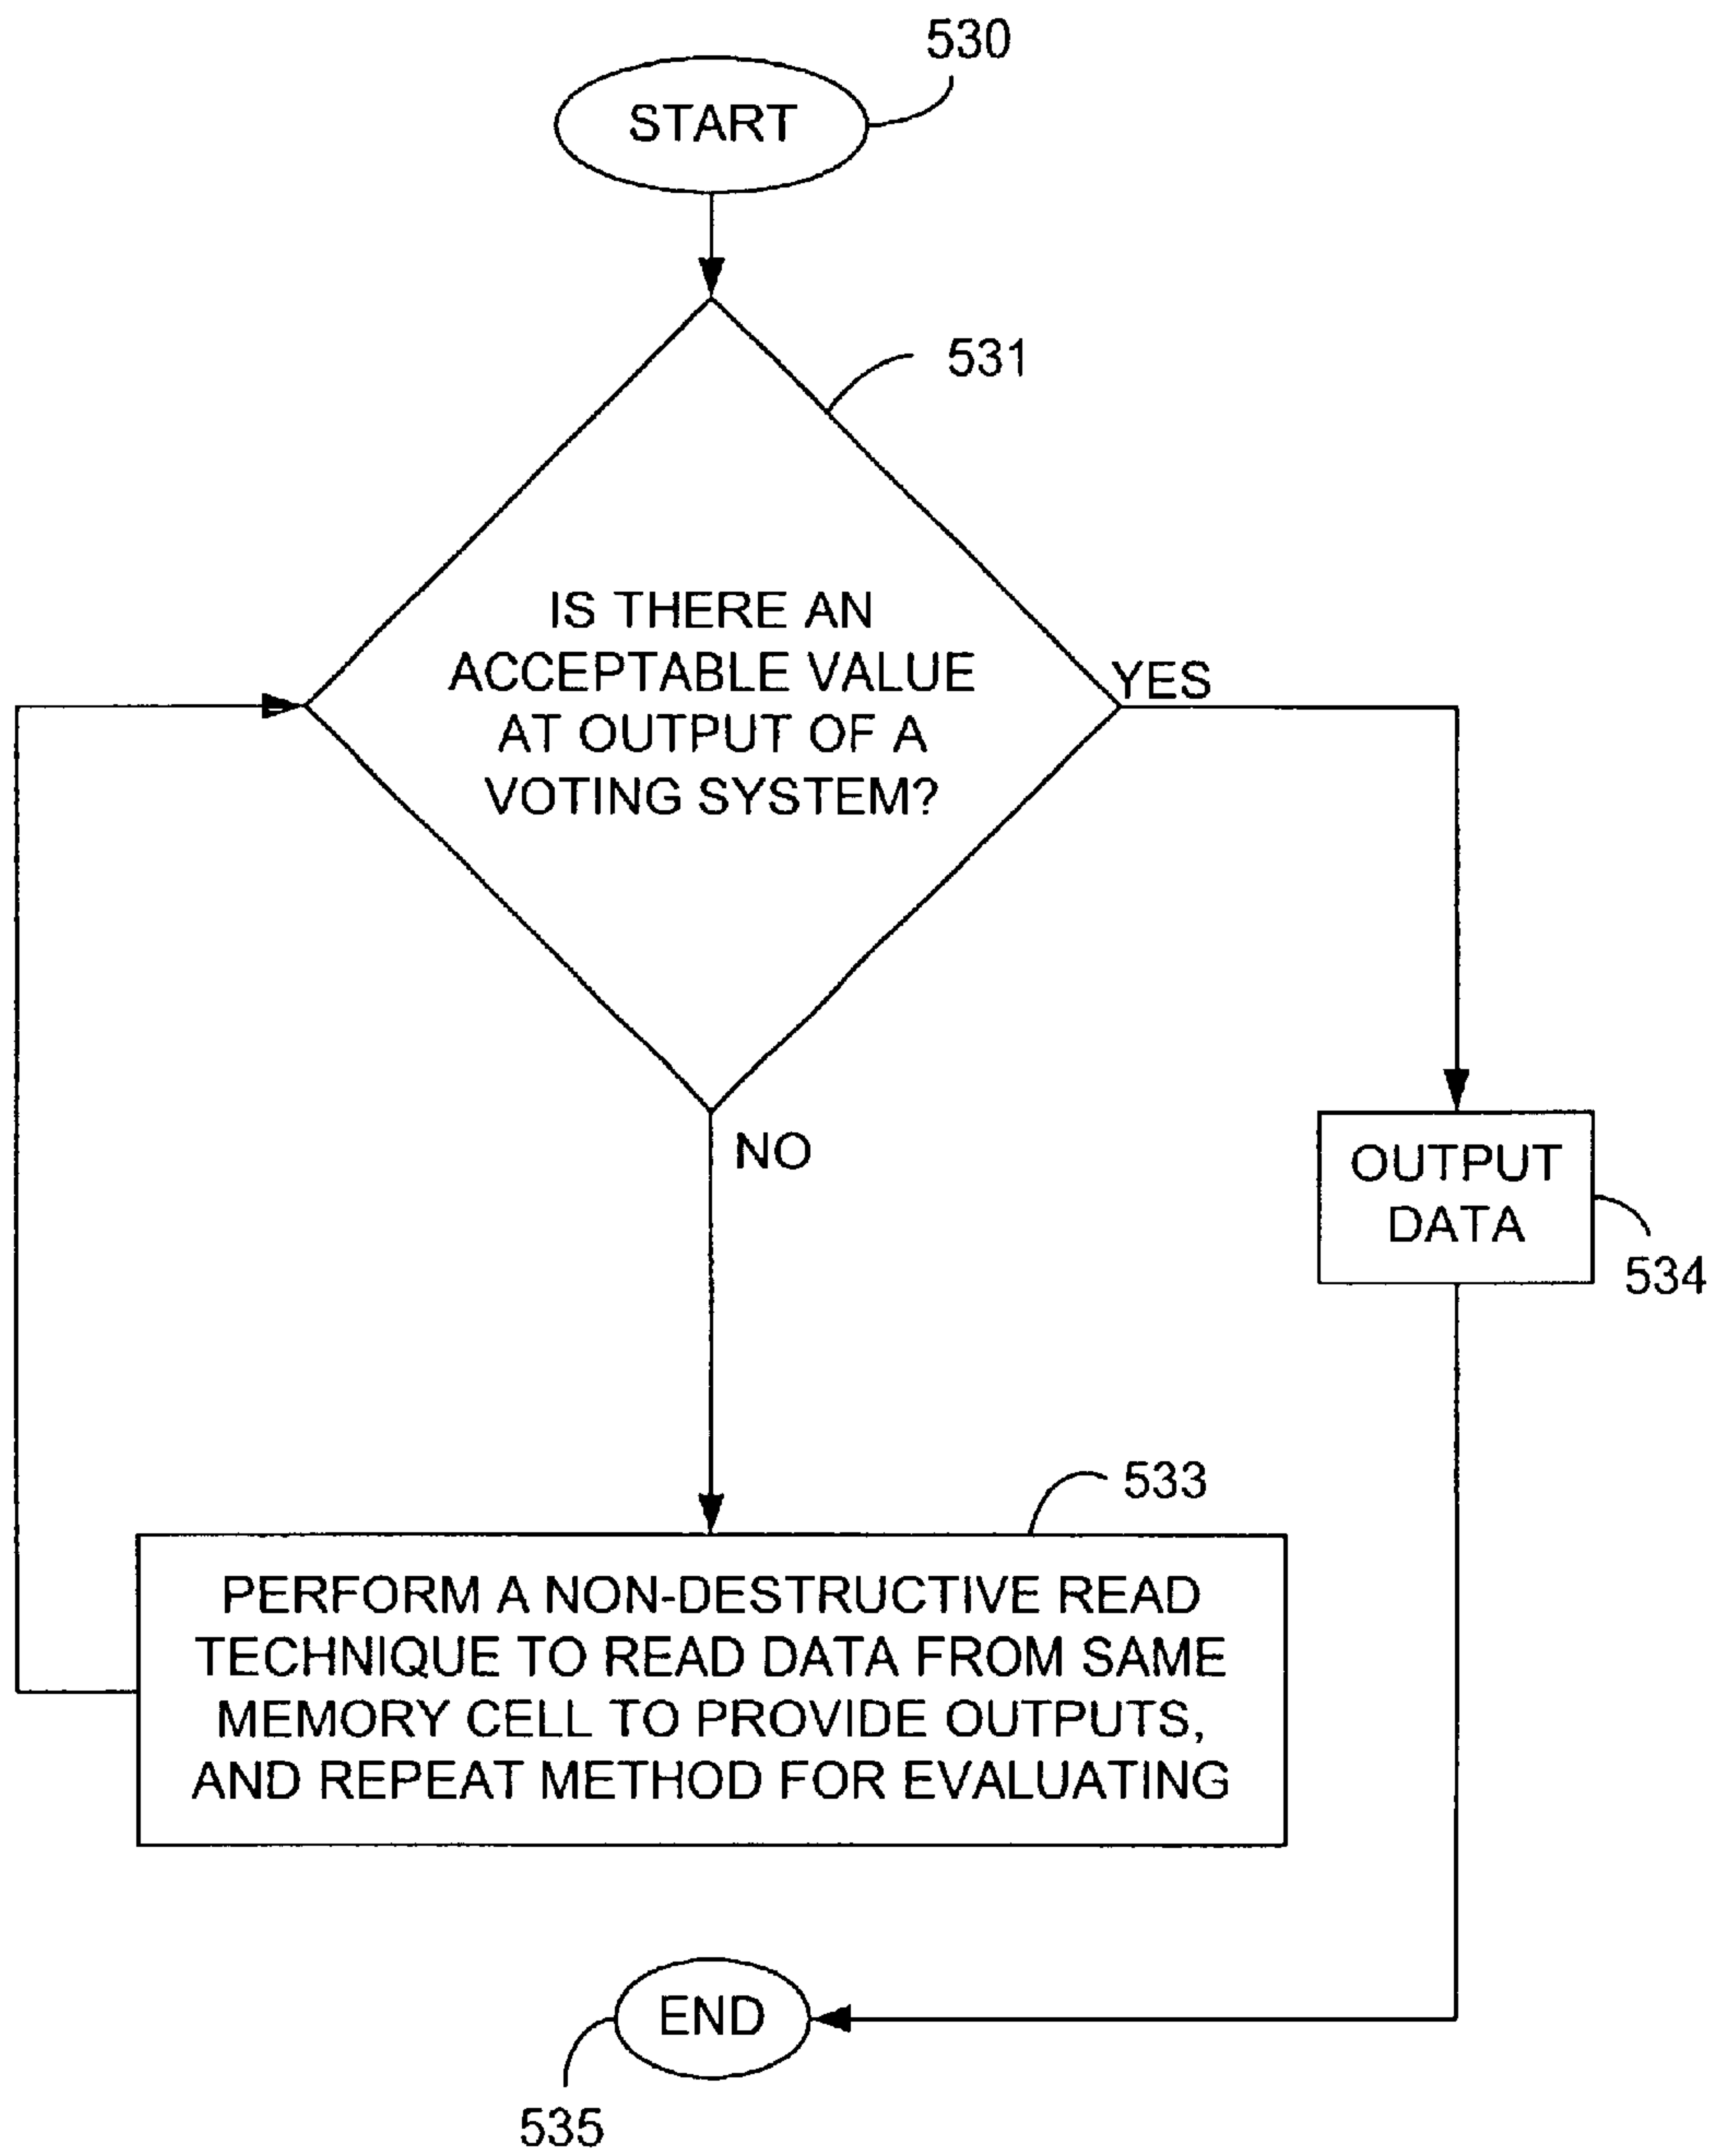 530
START
531
IS THERE AN
ACCEPTABLE VALUE
AT OUTPUT OF A
VOTING SYSTEM?
YES
NO
OUTPUT
DATA
534
533
PERFORM A NON-DESTRUCTIVE READ
TECHNIQUE TO READ DATA FROM SAME
MEMORY CELL TO PROVIDE OUTPUTS,
AND REPEAT METHOD FOR EVALUATING
END
535